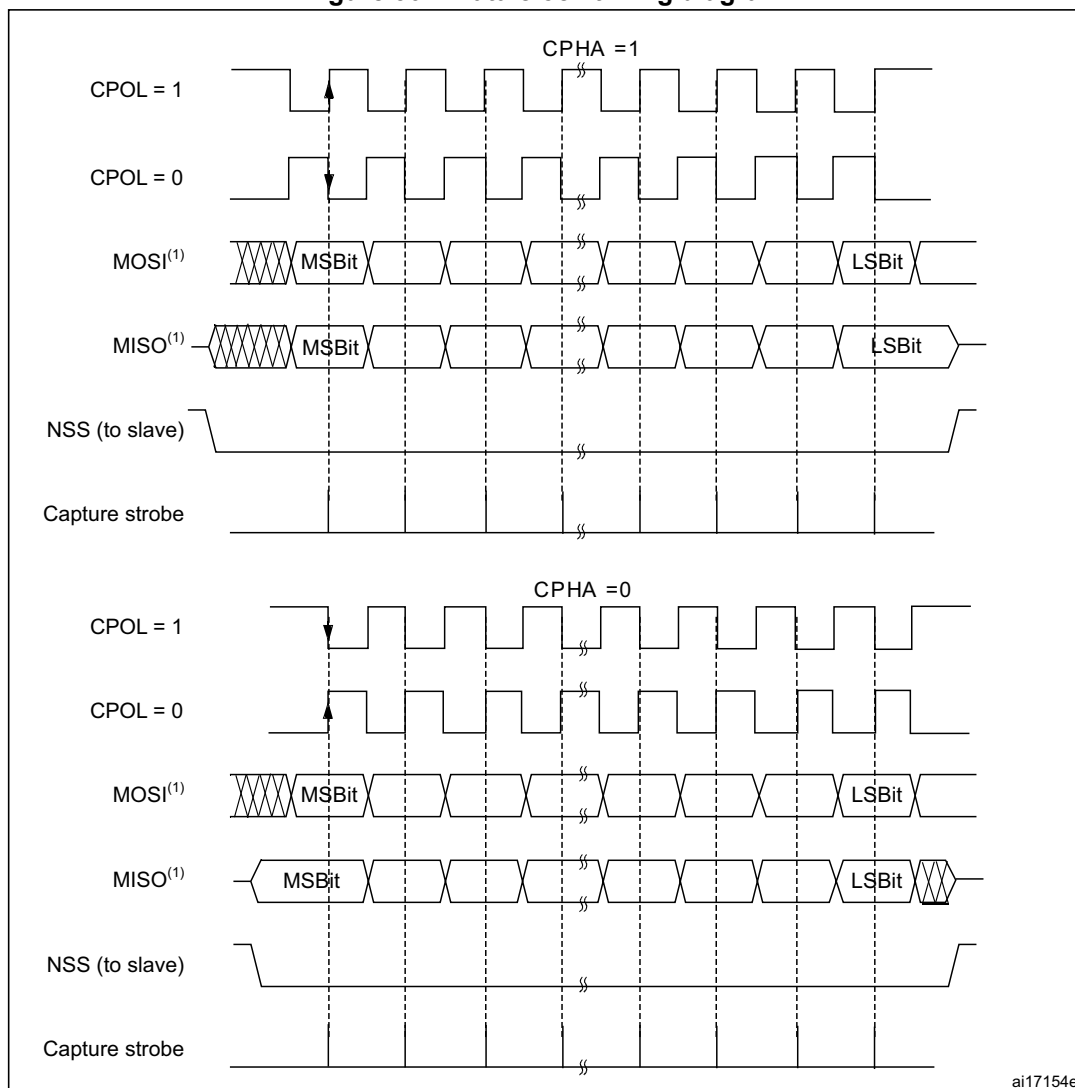 CPHA =1
CPOL = 1
CPOL = 0
MOSI(1)
MSBit
LSBit
MISO(1)
MSBit
LSBit
NSS (to slave)
Capture strobe
CPHA =0
CPOL = 1
CPOL = 0
MOSI(1)
MSBit
LSBit
MISO(1)
MSBit
LSBit
NSS (to slave)
Capture strobe
ai17154e